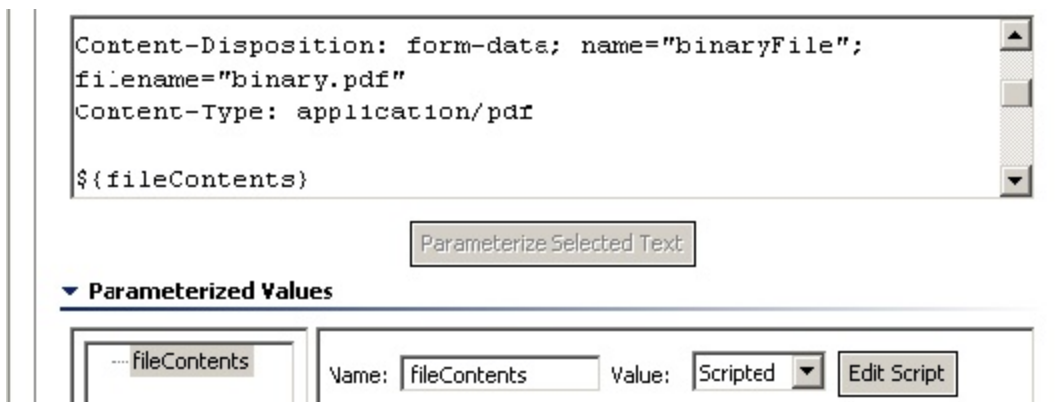 Content-Disposition: form-data; name="binaryFile";
filename="binary.pdf"
Content-Type: application/pdf
${fileContents}
Parameterize Selected Text
Parameterized Values
fileContents
Name: fileContents Value: Scripted Edit Script